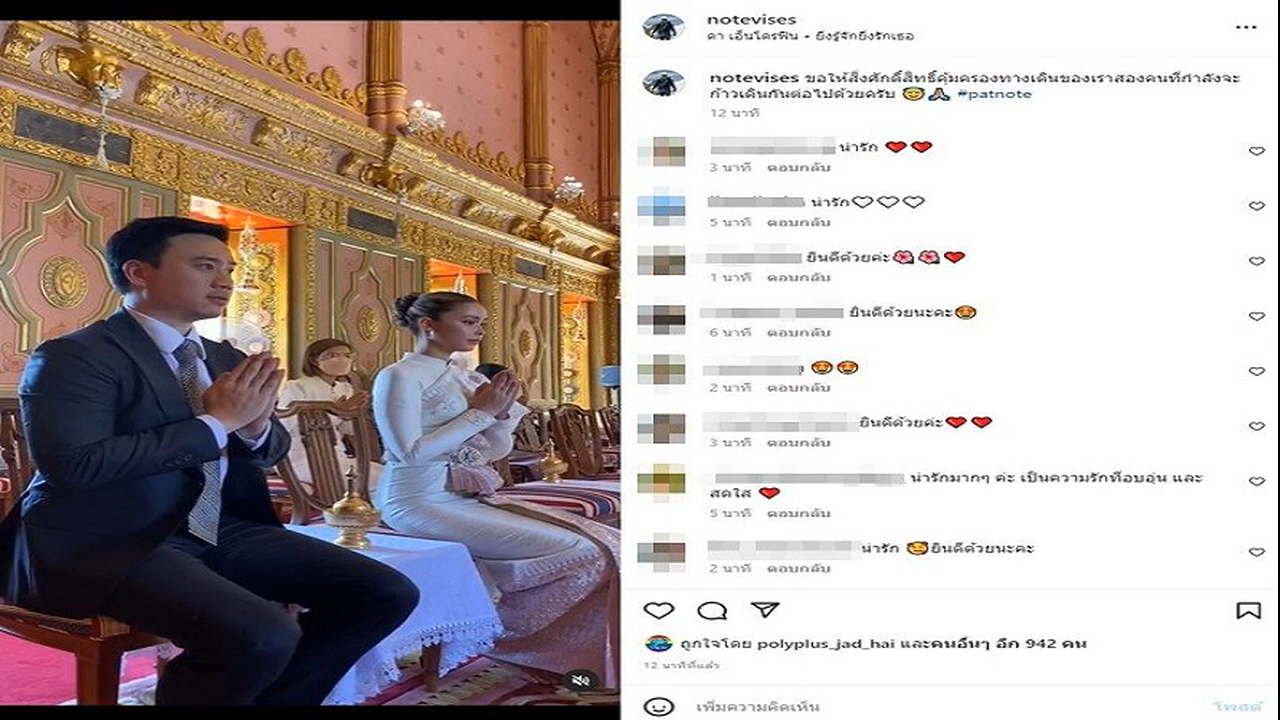 notevises
ดา เอ็นโดรฟิน • ยิ่งรู้จักยิ่งรักเธอ
notevises ขอให้สิ่งศักดิ์สิทธิ์คุ้มครองทางเดินของเราสองคนที่กำลังจะ
ก้าวเดินกันต่อไปด้วยครับ 😇🙏🏻 #patnote
12 นาที
น่ารัก ❤️❤️
3 นาที ตอบกลับ
น่ารัก🤍🤍🤍
5 นาที ตอบกลับ
ยินดีด้วยค่ะ🌸🌸❤️
1 นาที ตอบกลับ
ยินดีด้วยนะคะ😍
6 นาที ตอบกลับ
😍😍
2 นาที ตอบกลับ
ยินดีด้วยค่ะ❤️❤️
3 นาที ตอบกลับ
น่ารักมากๆ ค่ะ เป็นความรักที่อบอุ่น และ
สดใส ❤️
5 นาที ตอบกลับ
น่ารัก 🥰ยินดีด้วยนะคะ
2 นาที ตอบกลับ
ถูกใจโดย polyplus_jad_hai และคนอื่นๆ อีก 942 คน
12 นาทีที่แล้ว
เพิ่มความคิดเห็น
โพสต์